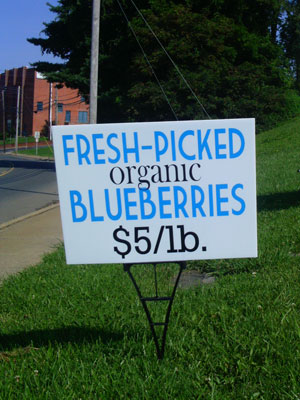 FRESH-PICKED
organic
BLUEBERRIES
$5/lb.